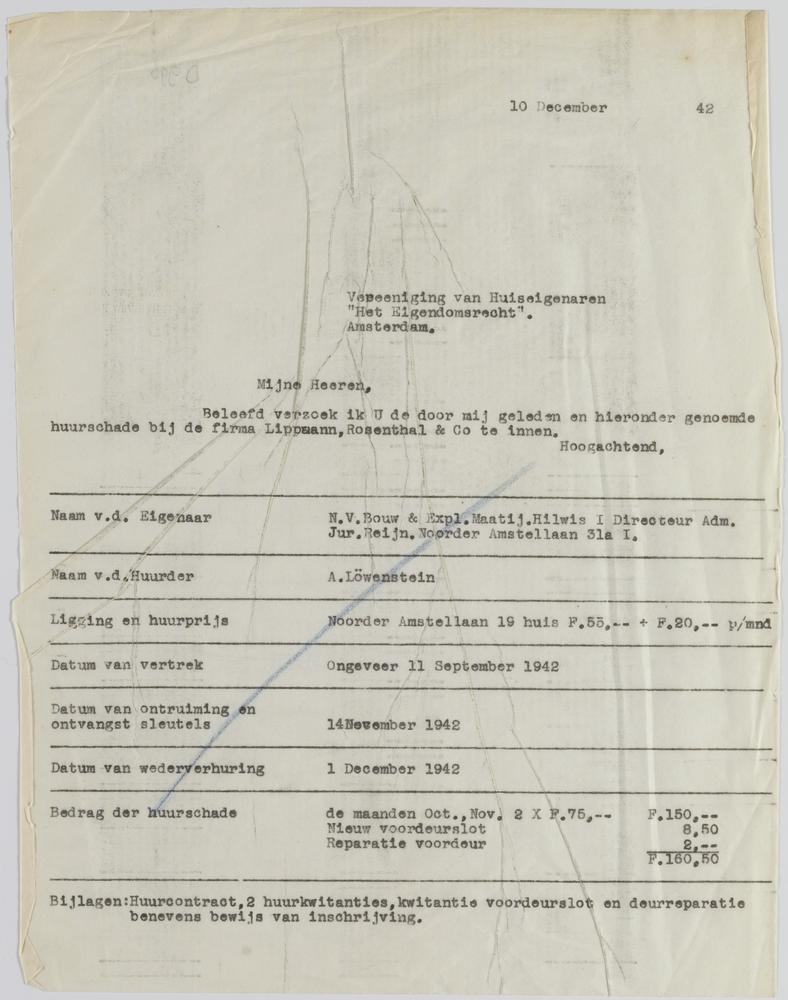 10 December 42
Vereeniging van Huiseigenaren
"Het Eigendomsrecht".
Amsterdam.
Mijne Heeren,
Beleefd verzoek ik U de door mij geleden en hieronder genoemde
huurschade bij de firma Lippmann,Rosenthal & Co te innen.
Hoogachtend,
Naam v.d. Eigenaar N.V.Bouw & Expl.Maatij.Hilwis I Directeur Adm.
Jur.Reijn.Noorder Amstellaan 31a I.
Naam v.d.Huurder A.Löwenstein
Ligging en huurprijs Noorder Amstellaan 19 huis F.55,-- + F.20,-- p/mnd
Datum van vertrek Ongeveer 11 September 1942
Datum van ontruiming en
ontvangst sleutels 14November 1942
Datum van wederverhuring 1 December 1942
Bedrag der huurschade de maanden Oct.,Nov. 2 X F.75,-- F.150,--
Nieuw voordeurslot 8,50
Reparatie voordeur 2,--
F.160,50
Bijlagen:Huurcontract,2 huurkwitanties,kwitantie voordeurslot en deurreparatie
benevens bewijs van inschrijving.